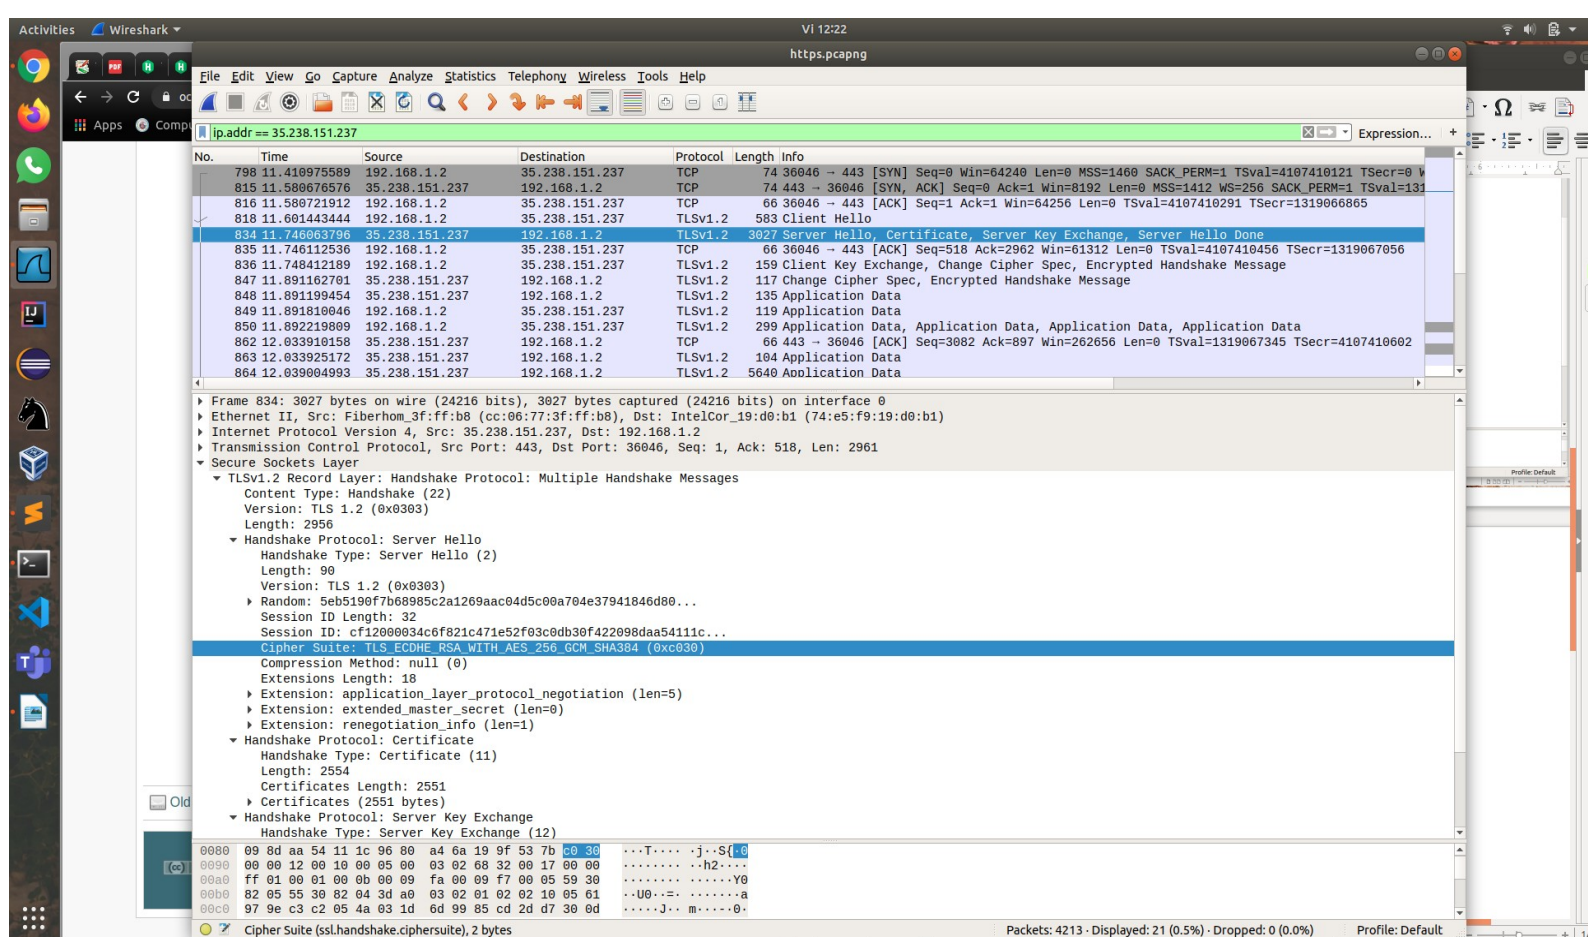 Activities Wireshark Vi 12:22
https.pcapng
File Edit View Go Capture Analyze Statistics Telephony Wireless Tools Help
Apps Compu
ip.addr == 35.238.151.237 Expression... +
No. Time Source Destination Protocol Length Info
798 11.410975589 192.168.1.2 35.238.151.237 TCP 74 36046 → 443 [SYN] Seq=0 Win=64240 Len=0 MSS=1460 SACK_PERM=1 TSval=4107410121 TSecr=0 W
815 11.580676576 35.238.151.237 192.168.1.2 TCP 74 443 → 36046 [SYN, ACK] Seq=0 Ack=1 Win=8192 Len=0 MSS=1412 WS=256 SACK_PERM=1 TSval=131
816 11.580721912 192.168.1.2 35.238.151.237 TCP 66 36046 → 443 [ACK] Seq=1 Ack=1 Win=64256 Len=0 TSval=4107410291 TSecr=1319066865
818 11.601443444 192.168.1.2 35.238.151.237 TLSv1.2 583 Client Hello
834 11.746063796 35.238.151.237 192.168.1.2 TLSv1.2 3027 Server Hello, Certificate, Server Key Exchange, Server Hello Done
835 11.746112536 192.168.1.2 35.238.151.237 TCP 66 36046 → 443 [ACK] Seq=518 Ack=2962 Win=61312 Len=0 TSval=4107410456 TSecr=1319067056
836 11.748412189 192.168.1.2 35.238.151.237 TLSv1.2 159 Client Key Exchange, Change Cipher Spec, Encrypted Handshake Message
847 11.891162701 35.238.151.237 192.168.1.2 TLSv1.2 117 Change Cipher Spec, Encrypted Handshake Message
848 11.891199454 35.238.151.237 192.168.1.2 TLSv1.2 135 Application Data
849 11.891810046 192.168.1.2 35.238.151.237 TLSv1.2 119 Application Data
850 11.892219809 192.168.1.2 35.238.151.237 TLSv1.2 299 Application Data, Application Data, Application Data, Application Data
862 12.033910158 35.238.151.237 192.168.1.2 TCP 66 443 → 36046 [ACK] Seq=3082 Ack=897 Win=262656 Len=0 TSval=1319067345 TSecr=4107410602
863 12.033925172 35.238.151.237 192.168.1.2 TLSv1.2 104 Application Data
864 12.039004993 35.238.151.237 192.168.1.2 TLSv1.2 5640 Application Data
Frame 834: 3027 bytes on wire (24216 bits), 3027 bytes captured (24216 bits) on interface 0
Ethernet II, Src: Fiberhom_3f:ff:b8 (cc:06:77:3f:ff:b8), Dst: IntelCor_19:d0:b1 (74:e5:f9:19:d0:b1)
Internet Protocol Version 4, Src: 35.238.151.237, Dst: 192.168.1.2
Transmission Control Protocol, Src Port: 443, Dst Port: 36046, Seq: 1, Ack: 518, Len: 2961
Secure Sockets Layer
TLSv1.2 Record Layer: Handshake Protocol: Multiple Handshake Messages
Content Type: Handshake (22)
Version: TLS 1.2 (0x0303)
Length: 2956
Handshake Protocol: Server Hello
Handshake Type: Server Hello (2)
Length: 90
Version: TLS 1.2 (0x0303)
Random: 5eb5190f7b68985c2a1269aac04d5c00a704e37941846d80...
Session ID Length: 32
Session ID: cf12000034c6f821c471e52f03c0db30f422098daa54111c...
Cipher Suite: TLS_ECDHE_RSA_WITH_AES_256_GCM_SHA384 (0xc030)
Compression Method: null (0)
Extensions Length: 18
Extension: application_layer_protocol_negotiation (len=5)
Extension: extended_master_secret (len=0)
Extension: renegotiation_info (len=1)
Handshake Protocol: Certificate
Handshake Type: Certificate (11)
Length: 2554
Certificates Length: 2551
Certificates (2551 bytes)
Handshake Protocol: Server Key Exchange
Handshake Type: Server Key Exchange (12)
Old
Profile: Default
0080 09 8d aa 54 11 1c 96 80 a4 6a 19 9f 53 7b c0 30 ···T···· ·j··S{·0
0090 00 00 12 00 10 00 05 00 03 02 68 32 00 17 00 00 ········ ··h2····
00a0 ff 01 00 01 00 0b 00 09 fa 00 09 f7 00 05 59 30 ········ ······Y0
00b0 82 05 55 30 82 04 3d a0 03 02 01 02 02 10 05 61 ··U0··=· ·······a
00c0 97 9e c3 c2 05 4a 03 1d 6d 99 85 cd 2d d7 30 0d ·····J·· m···-·0·
Cipher Suite (ssl.handshake.ciphersuite), 2 bytes Packets: 4213 · Displayed: 21 (0.5%) · Dropped: 0 (0.0%) Profile: Default